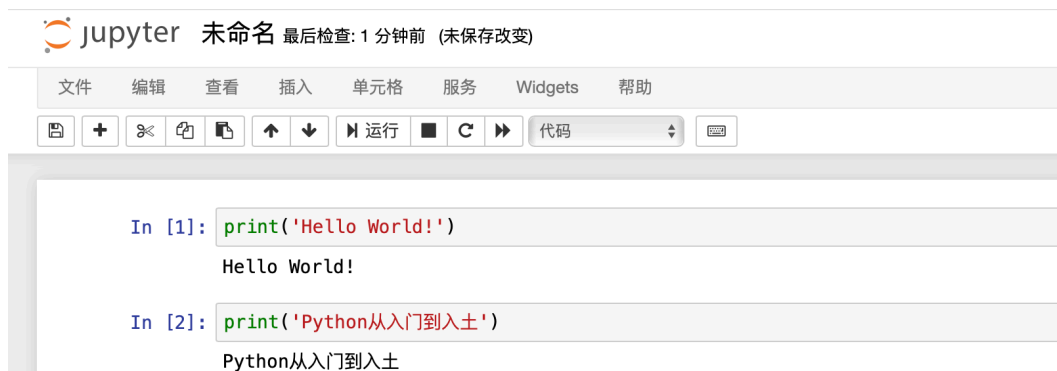 jupyter 未命名 最后检查: 1 分钟前 (未保存改变)
文件 编辑 查看 插入 单元格 服务 Widgets 帮助
运行 代码
In [1]: print('Hello World!')
Hello World!
In [2]: print('Python从入门到入土')
Python从入门到入土